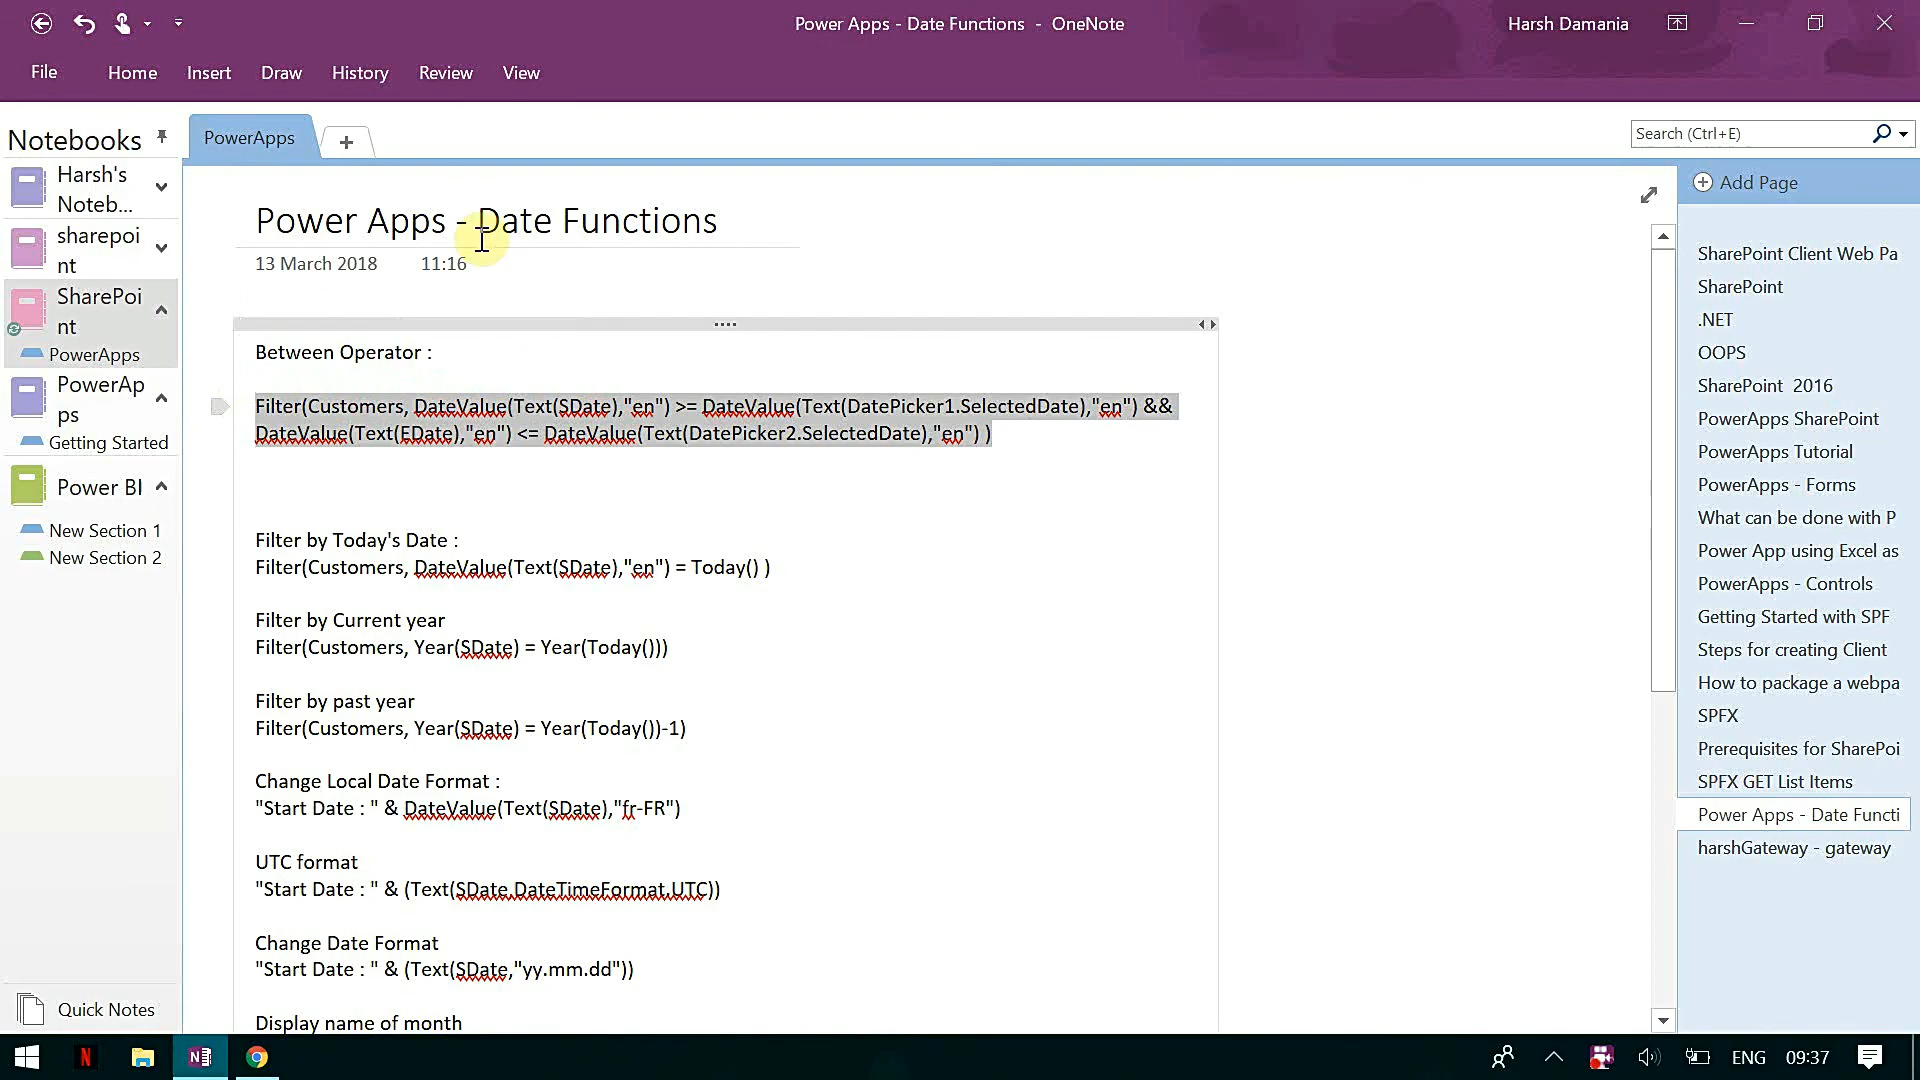 Power Apps - Date Functions - OneNote
Harsh Damania
File Home Insert Draw History Review View
Notebooks
PowerApps
Search (Ctrl+E)
Harsh's
Noteb...
sharepoi
nt
SharePoi
nt
PowerApps
PowerAp
ps
Getting Started
Power BI
New Section 1
New Section 2
Quick Notes
Power Apps - Date Functions
13 March 2018 11:16
Between Operator :
Filter(Customers, DateValue(Text(SDate),"en") >= DateValue(Text(DatePicker1.SelectedDate),"en") &&
DateValue(Text(EDate),"en") <= DateValue(Text(DatePicker2.SelectedDate),"en") )
Filter by Today's Date :
Filter(Customers, DateValue(Text(SDate),"en") = Today() )
Filter by Current year
Filter(Customers, Year(SDate) = Year(Today()))
Filter by past year
Filter(Customers, Year(SDate) = Year(Today())-1)
Change Local Date Format :
"Start Date : " & DateValue(Text(SDate),"fr-FR")
UTC format
"Start Date : " & (Text(SDate,DateTimeFormat.UTC))
Change Date Format
"Start Date : " & (Text(SDate,"yy.mm.dd"))
Display name of month
Add Page
SharePoint Client Web Pa
SharePoint
.NET
OOPS
SharePoint 2016
PowerApps SharePoint
PowerApps Tutorial
PowerApps - Forms
What can be done with P
Power App using Excel as
PowerApps - Controls
Getting Started with SPF
Steps for creating Client
How to package a webpa
SPFX
Prerequisites for SharePoi
SPFX GET List Items
Power Apps - Date Functi
harshGateway - gateway
N
N
ENG 09:37